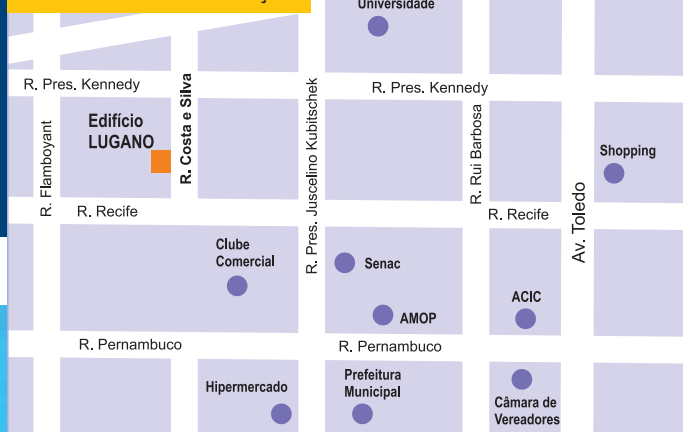 Universidade
R. Pres. Kennedy
R. Pres. Kennedy
R. Costa e Silva
Edifício
LUGANO
R. Flamboyant
R. Pres. Juscelino Kubitschek
R. Rui Barbosa
Shopping
Av. Toledo
R. Recife
R. Recife
Clube
Comercial
Senac
ACIC
AMOP
R. Pernambuco
R. Pernambuco
Hipermercado
Prefeitura
Municipal
Câmara de
Vereadores